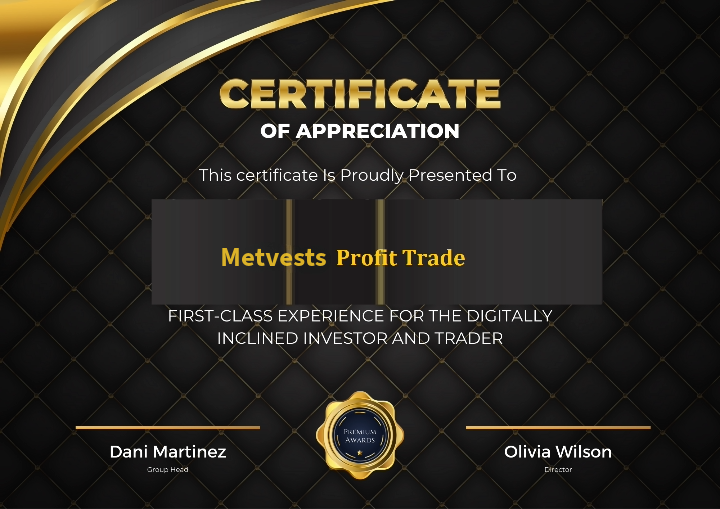 CERTIFICATE
OF APPRECIATION
This certificate Is Proudly Presented To
Metvests Profit Trade
FIRST-CLASS EXPERIENCE FOR THE DIGITALLY
INCLINED INVESTOR AND TRADER
PREMIUM
AWARDS
Dani Martinez
Olivia Wilson
Group Head
Director